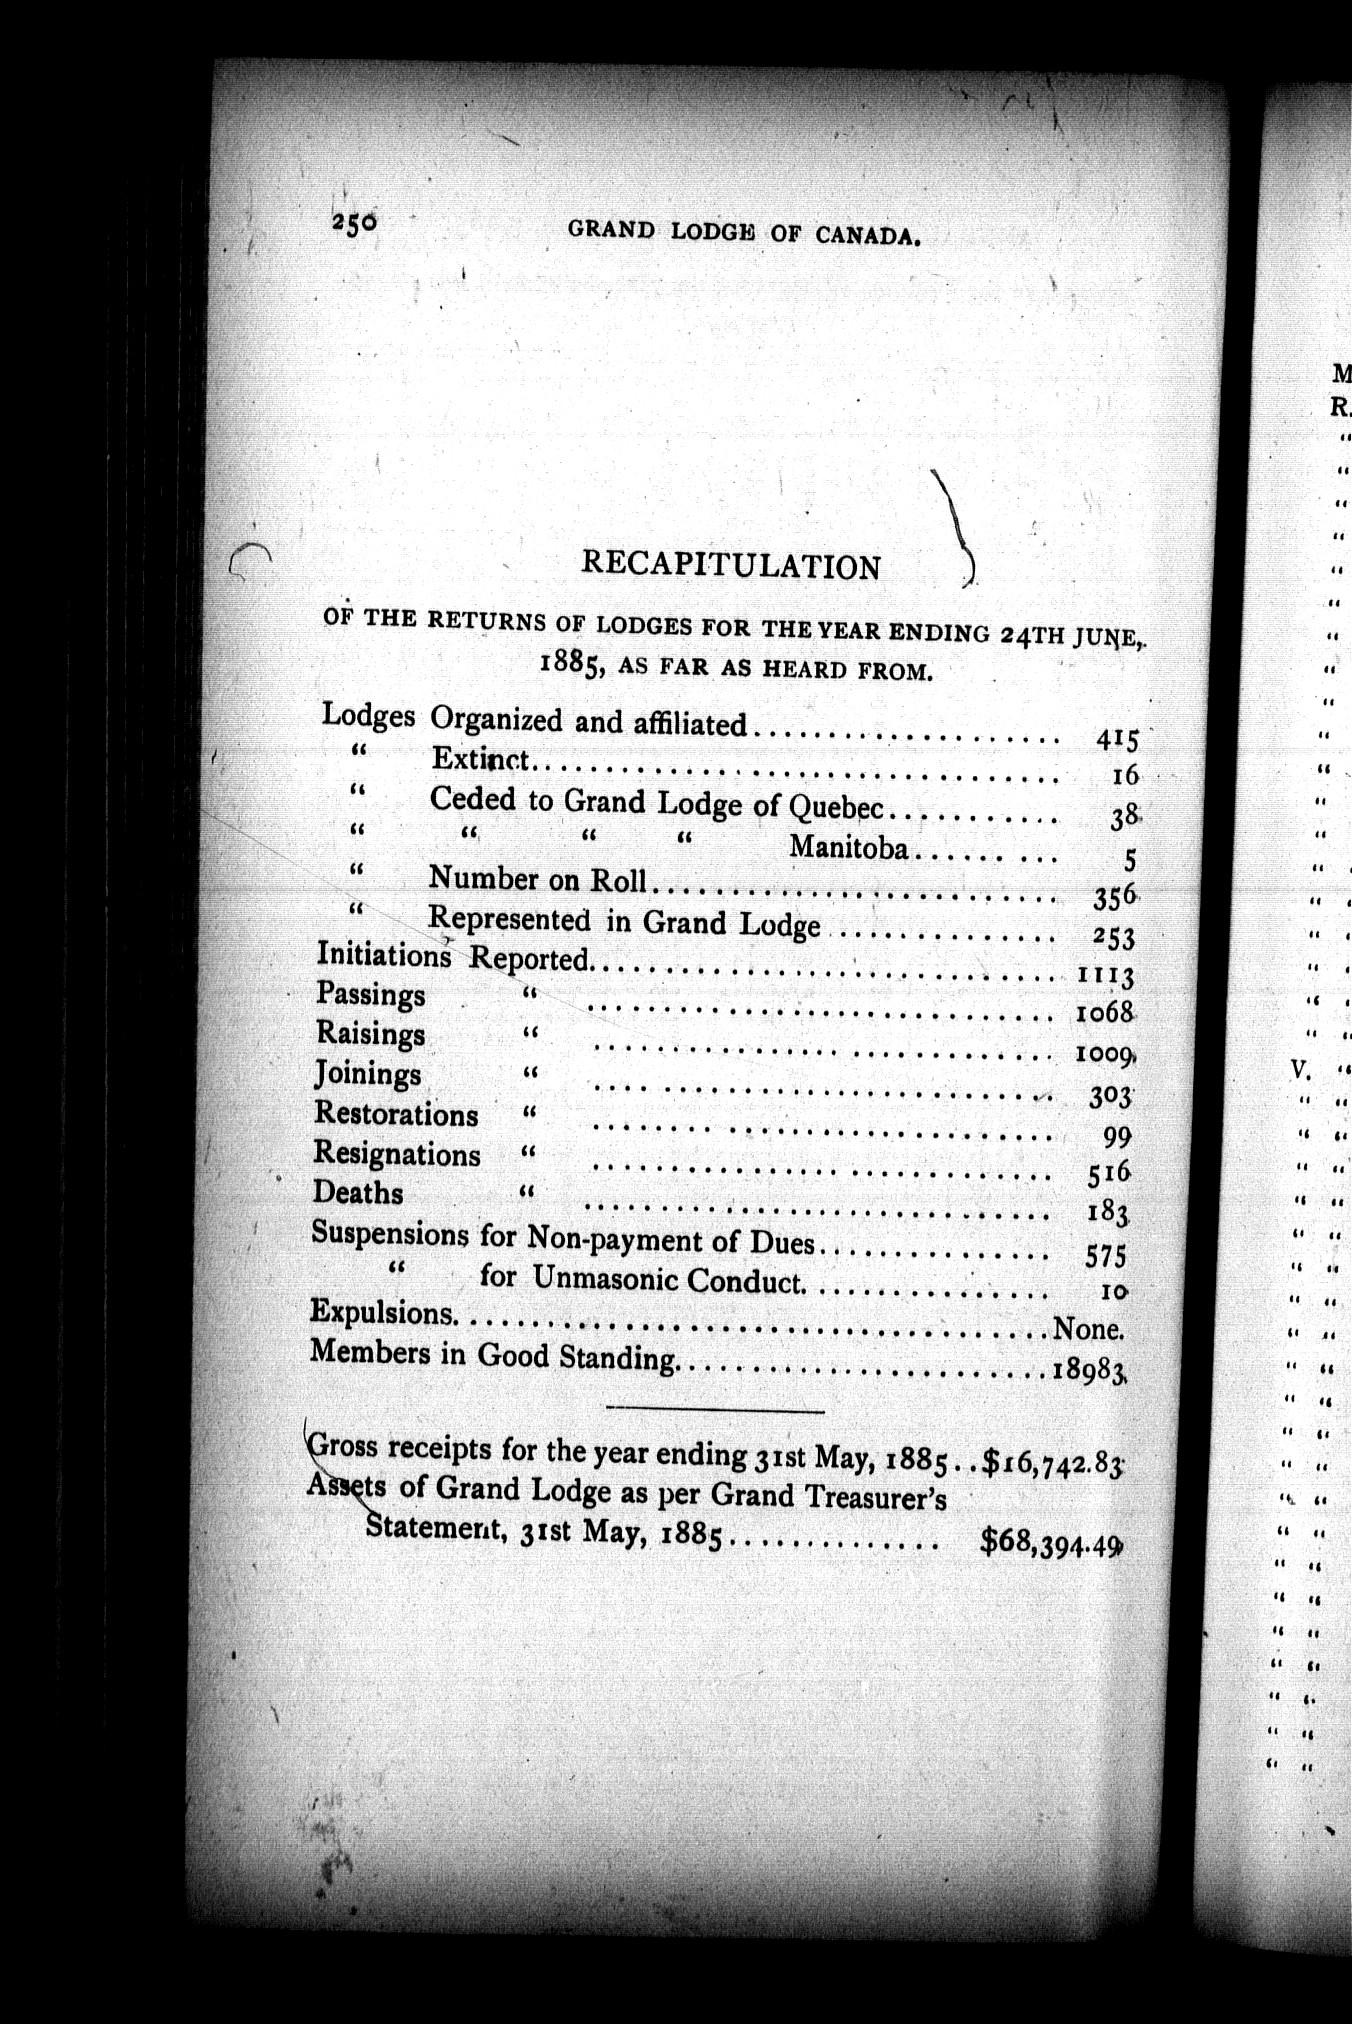 250 GRAND LODGE OF CANADA.
RECAPITULATION
OF THE RETURNS OF LODGES FOR THE YEAR ENDING 24TH JUNE,
1885, AS FAR AS HEARD FROM.
Lodges Organized and affiliated.................... 415
" Extinct.................................... 16
" Ceded to Grand Lodge of Quebec........... 38
" " " " Manitoba......... 5
" Number on Roll.......................... 356
" Represented in Grand Lodge .............. 253
Initiations Reported............................... 1113
Passings " .............................. 1068
Raisings " .............................. 1009
Joinings " .............................. 303
Restorations " .............................. 99
Resignations " .............................. 516
Deaths " .............................. 183
Suspensions for Non-payment of Dues............... 575
" for Unmasonic Conduct................ 10
Expulsions.......................................None.
Members in Good Standing.........................18983
Gross receipts for the year ending 31st May, 1885..$16,742.83
Assets of Grand Lodge as per Grand Treasurer's
Statement, 31st May, 1885.............. $68,394.49
M
R.
V.